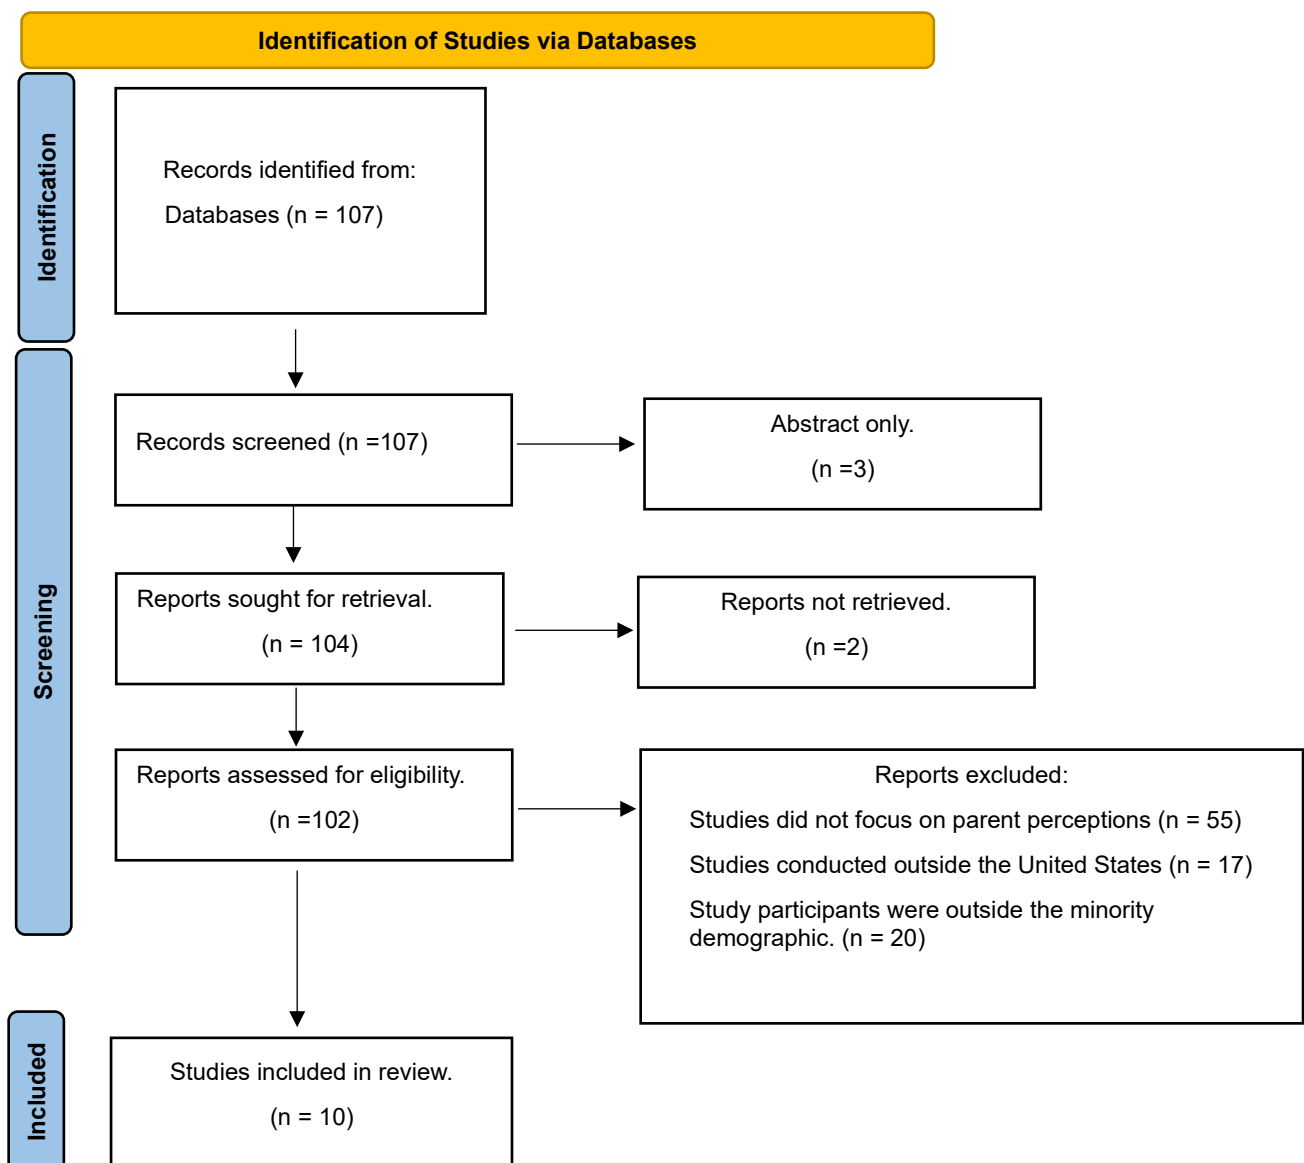 Identification of Studies via Databases
Identification
Records identified from:
Databases (n = 107)
Screening
Records screened (n =107)
Abstract only.
(n =3)
Reports sought for retrieval.
(n = 104)
Reports not retrieved.
(n =2)
Reports assessed for eligibility.
(n =102)
Reports excluded:
Studies did not focus on parent perceptions (n = 55)
Studies conducted outside the United States (n = 17)
Study participants were outside the minority
demographic. (n = 20)
Included
Studies included in review.
(n = 10)